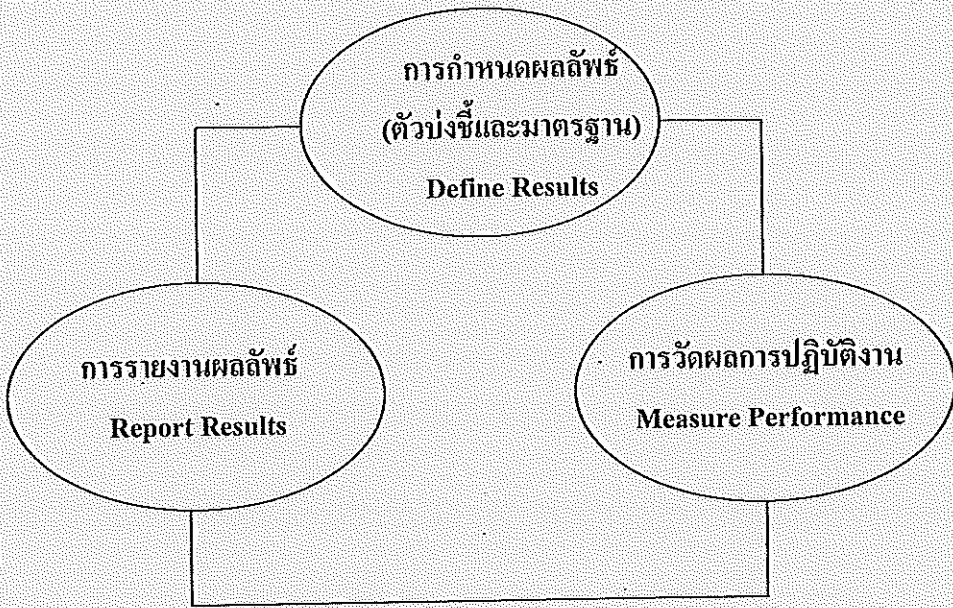 การกำหนดผลลัพธ์
(ตัวบ่งชี้และมาตรฐาน)
Define Results
การรายงานผลลัพธ์
Report Results
การวัดผลการปฏิบัติงาน
Measure Performance